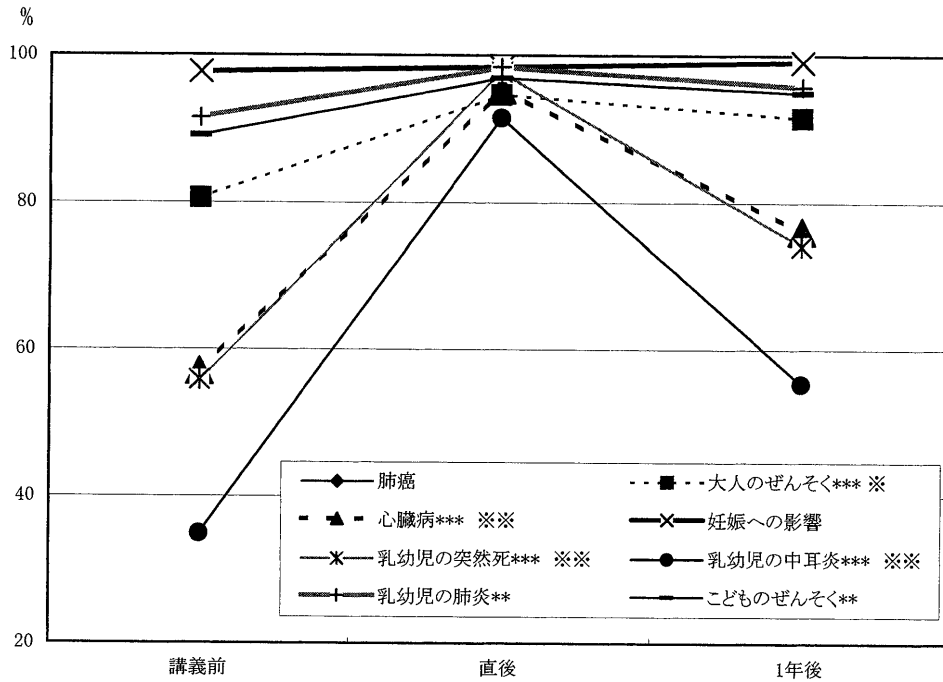 %
100
80
60
40
20
肺癌
大人のぜんそく*** ※
心臓病*** ※※
妊娠への影響
乳幼児の突然死*** ※※
乳幼児の中耳炎*** ※※
乳幼児の肺炎**
こどものぜんそく**
講義前
直後
1年後